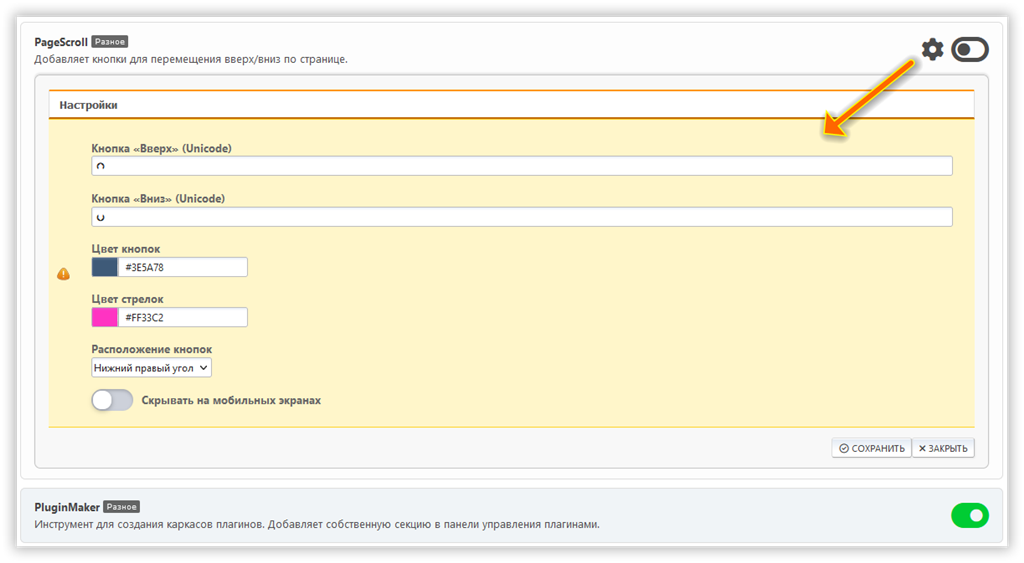 PageScroll Разное
Добавляет кнопки для перемещения вверх/вниз по странице.
Настройки
Кнопка «Вверх» (Unicode)
Кнопка «Вниз» (Unicode)
Цвет кнопок
#3E5A78
Цвет стрелок
#FF33C2
Расположение кнопок
Нижний правый угол
Скрывать на мобильных экранах
СОХРАНИТЬ ЗАКРЫТЬ
PluginMaker Разное
Инструмент для создания каркасов плагинов. Добавляет собственную секцию в панели управления плагинами.